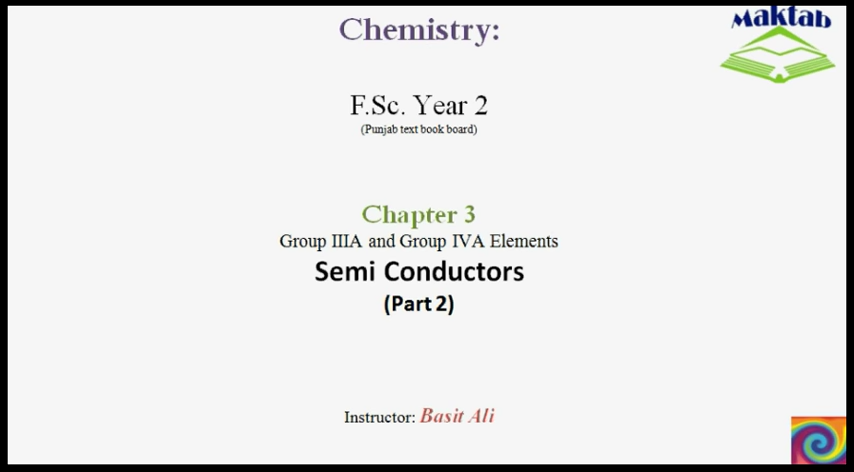 Maktab
Chemistry:
F.Sc. Year 2
(Punjab text book board)
Chapter 3
Group IIIA and Group IVA Elements
Semi Conductors
(Part 2)
Instructor: Basit Ali